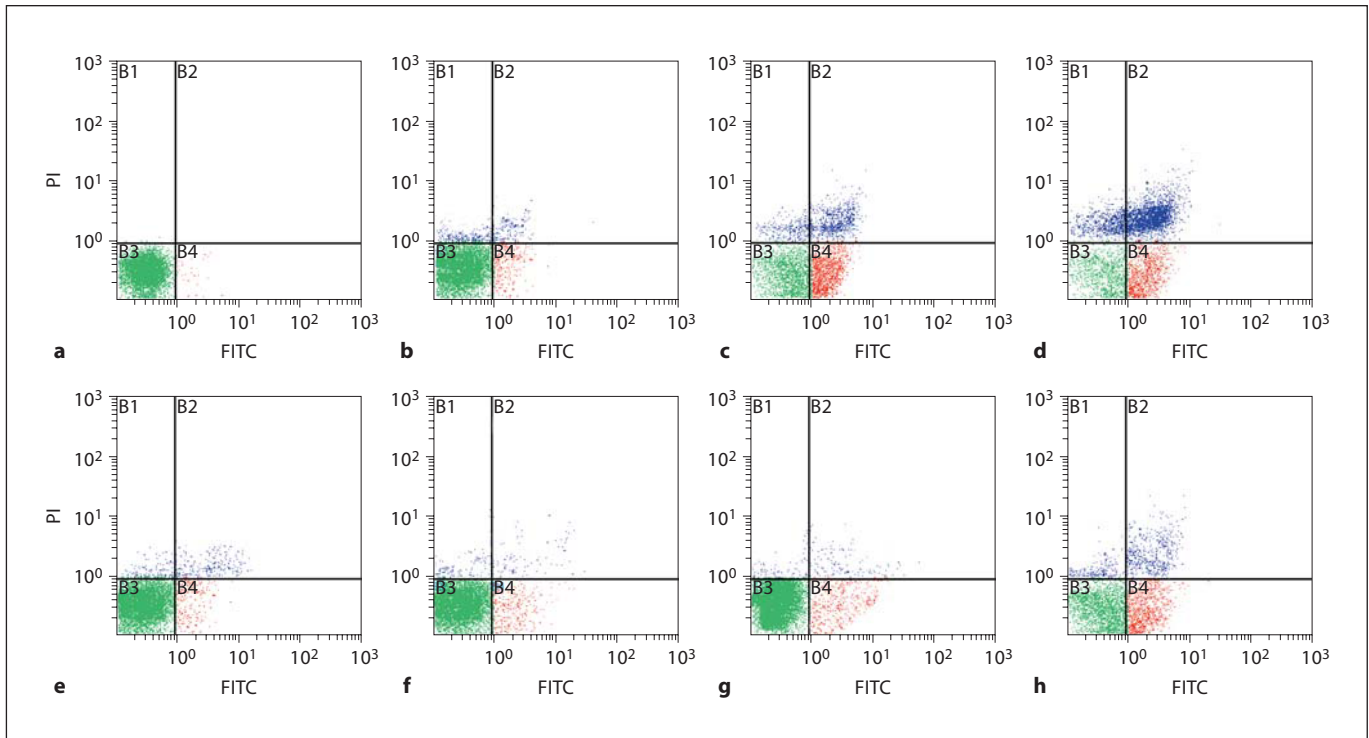 10³ B1 B2 10³ B1 B2 10³ B1 B2 10³ B1 B2
10² 10² 10² 10²
PI 10¹ 10¹ 10¹ 10¹
10⁰ 10⁰ 10⁰ 10⁰
B3 B4 B3 B4 B3 B4 B3 B4
10⁰ 10¹ 10² 10³ 10⁰ 10¹ 10² 10³ 10⁰ 10¹ 10² 10³ 10⁰ 10¹ 10² 10³
a FITC b FITC c FITC d FITC
10³ B1 B2 10³ B1 B2 10³ B1 B2 10³ B1 B2
10² 10² 10² 10²
PI 10¹ 10¹ 10¹ 10¹
10⁰ 10⁰ 10⁰ 10⁰
B3 B4 B3 B4 B3 B4 B3 B4
10⁰ 10¹ 10² 10³ 10⁰ 10¹ 10² 10³ 10⁰ 10¹ 10² 10³ 10⁰ 10¹ 10² 10³
e FITC f FITC g FITC h FITC